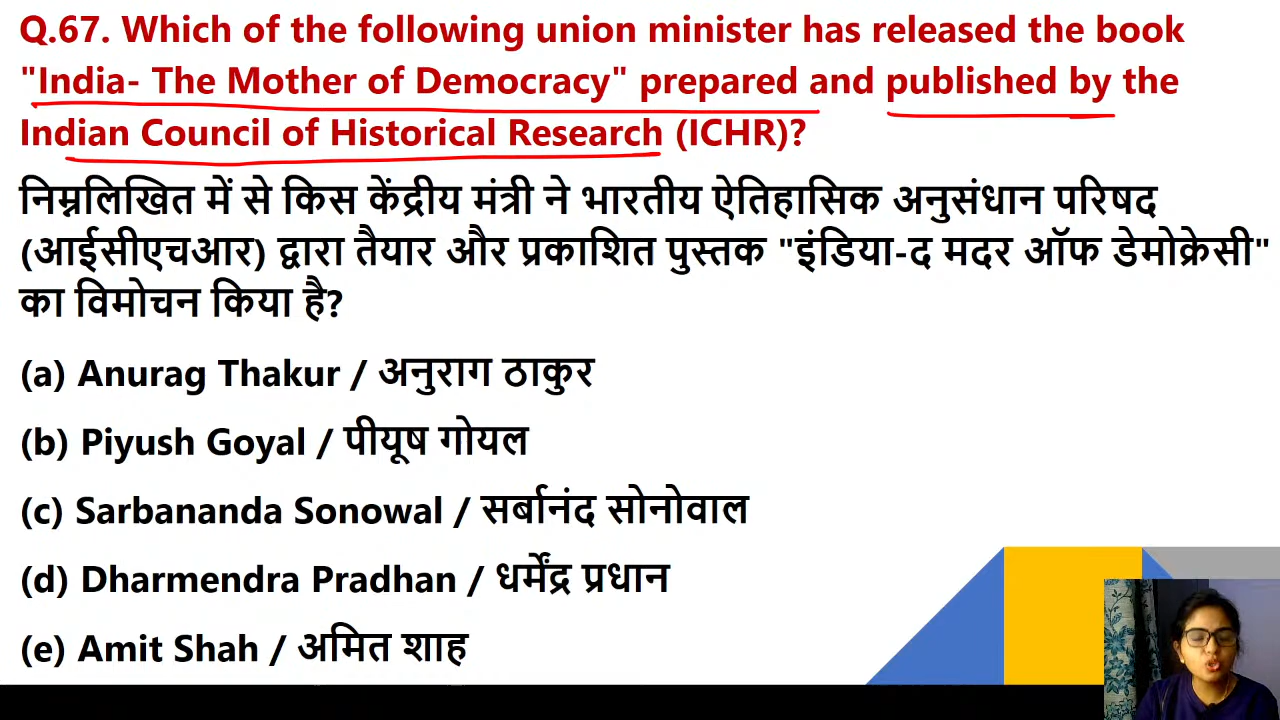 Q.67. Which of the following union minister has released the book
"India- The Mother of Democracy" prepared and published by the
Indian Council of Historical Research (ICHR)?
निम्नलिखित में से किस केंद्रीय मंत्री ने भारतीय ऐतिहासिक अनुसंधान परिषद
(आईसीएचआर) द्वारा तैयार और प्रकाशित पुस्तक "इंडिया-द मदर ऑफ डेमोक्रेसी"
का विमोचन किया है?
(a) Anurag Thakur / अनुराग ठाकुर
(b) Piyush Goyal / पीयूष गोयल
(c) Sarbananda Sonowal / सर्बानंद सोनोवाल
(d) Dharmendra Pradhan / धर्मेंद्र प्रधान
(e) Amit Shah / अमित शाह